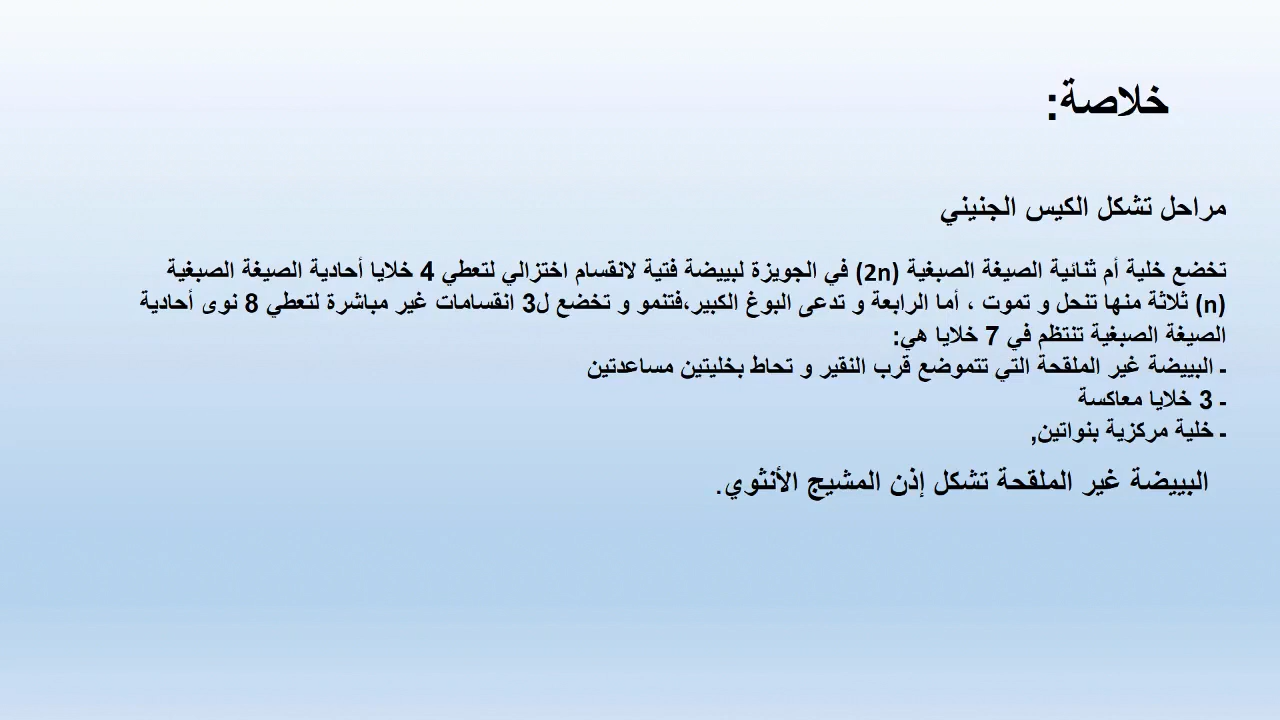 خلاصة:
مراحل تشكل الكيس الجنيني
تخضع خلية أم ثنائية الصيغة الصبغية (2n) في الجويزة لبييضة فتية لانقسام اختزالي لتعطي 4 خلايا أحادية الصيغة الصبغية
(n) ثلاثة منها تنحل و تموت ، أما الرابعة و تدعى البوغ الكبير،فتنمو و تخضع ل3 انقسامات غير مباشرة لتعطي 8 نوى أحادية
الصيغة الصبغية تنتظم في 7 خلايا هي:
ـ البييضة غير الملقحة التي تتموضع قرب النقير و تحاط بخليتين مساعدتين
ـ 3 خلايا معاكسة
ـ خلية مركزية بنواتين,
البييضة غير الملقحة تشكل إذن المشيج الأنثوي.